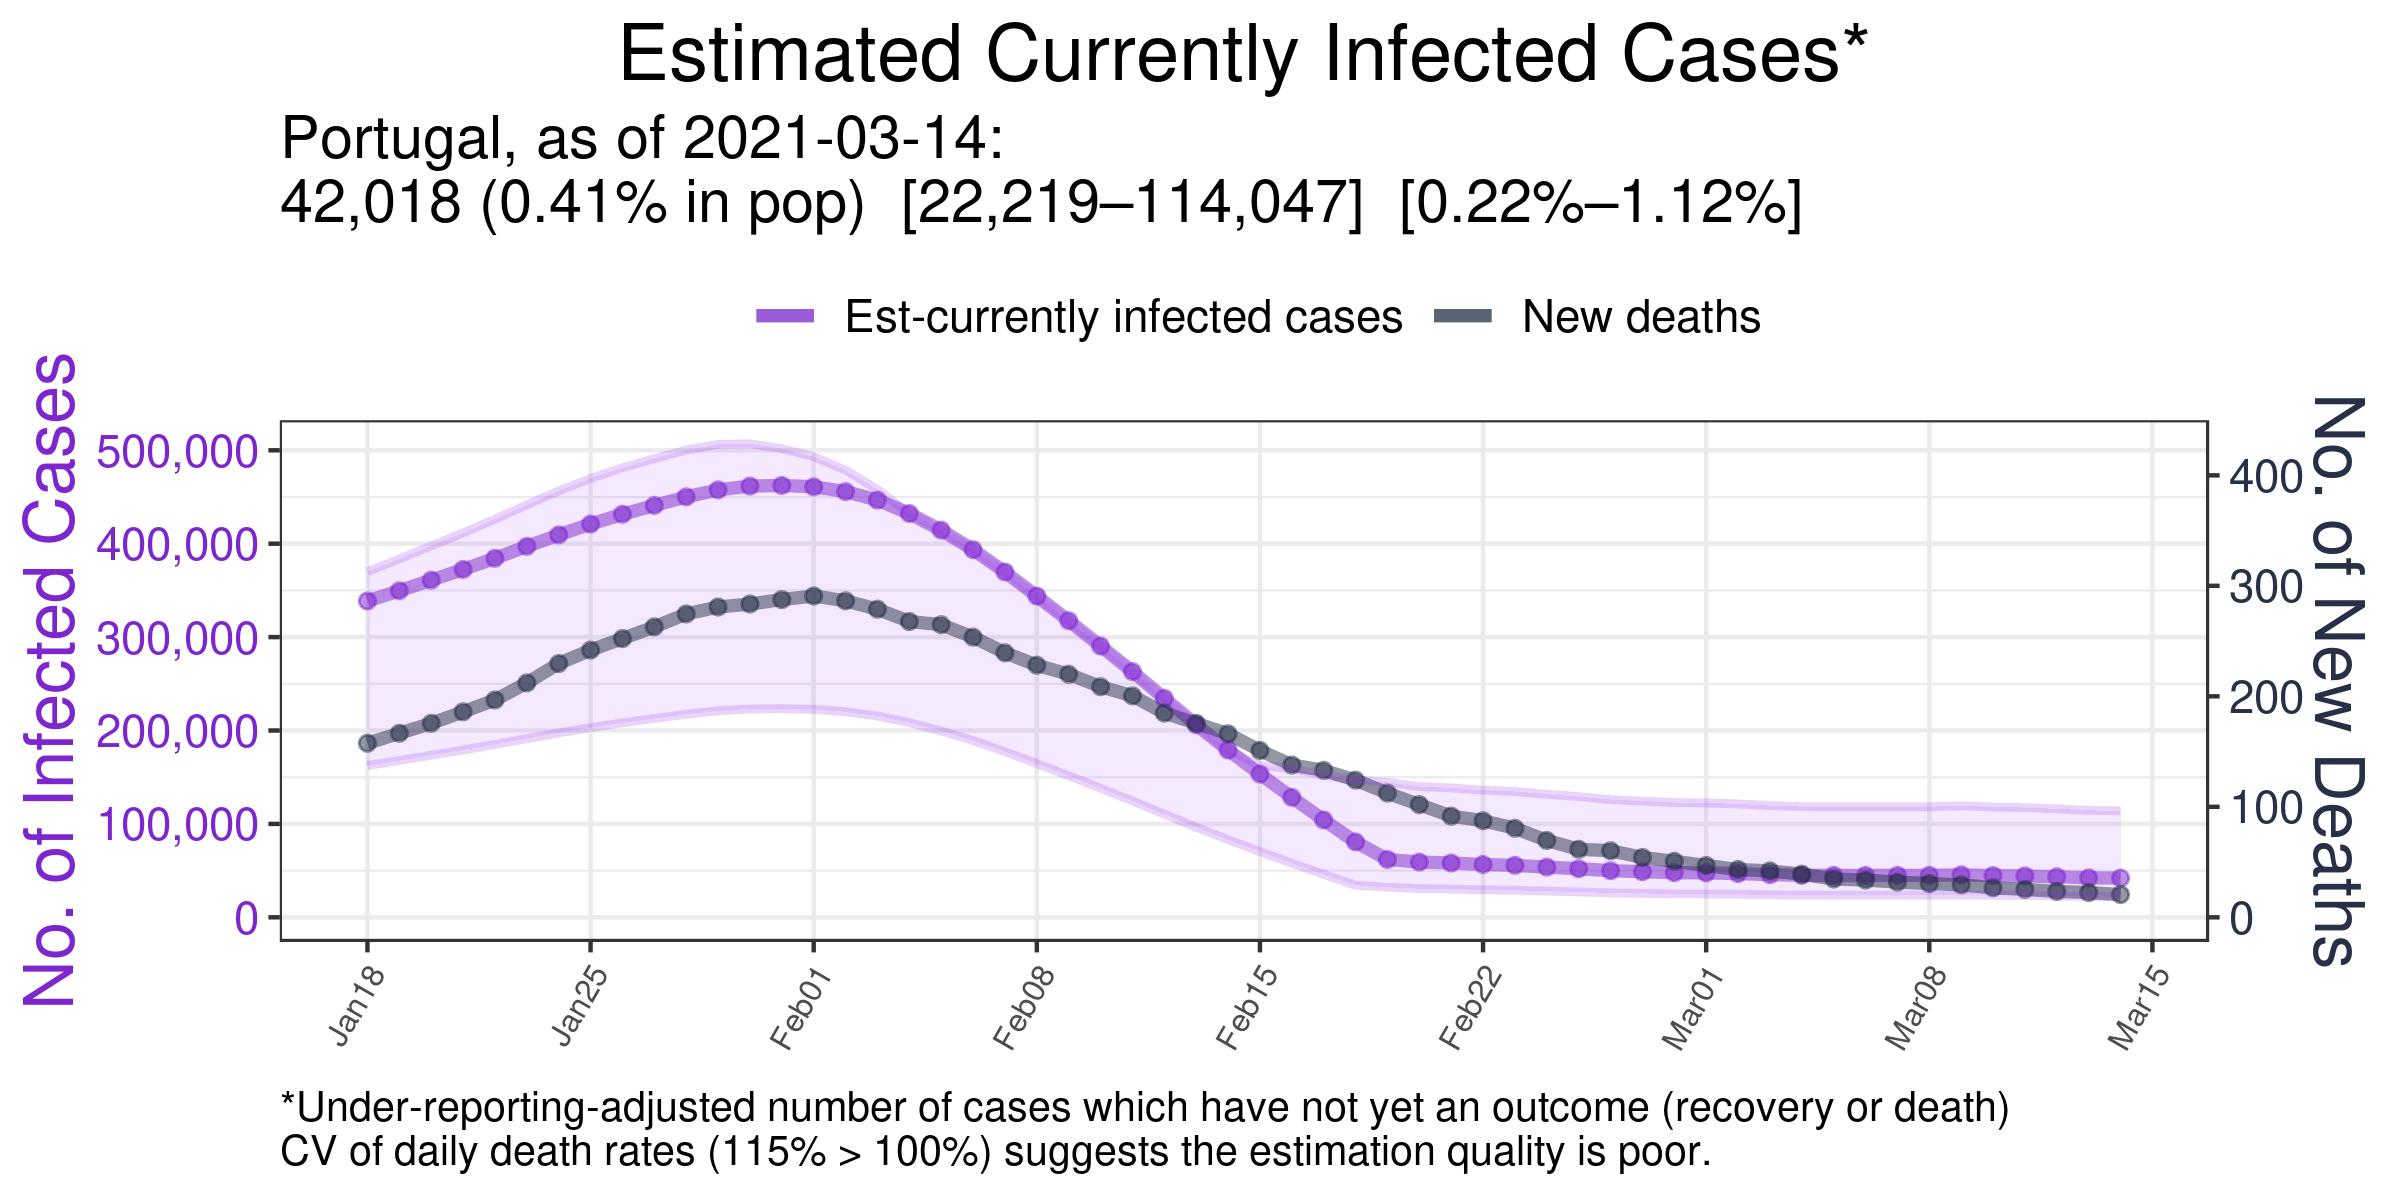 Estimated Currently Infected Cases*
Portugal, as of 2021-03-14:
42,018 (0.41% in pop)  [22,219–114,047]  [0.22%–1.12%]
Est-currently infected cases
New deaths
No. of Infected Cases
500,000
400,000
300,000
200,000
100,000
0
No. of New Deaths
400
300
200
100
0
Jan18
Jan25
Feb01
Feb08
Feb15
Feb22
Mar01
Mar08
Mar15
*Under-reporting-adjusted number of cases which have not yet an outcome (recovery or death)
CV of daily death rates (115% > 100%) suggests the estimation quality is poor.